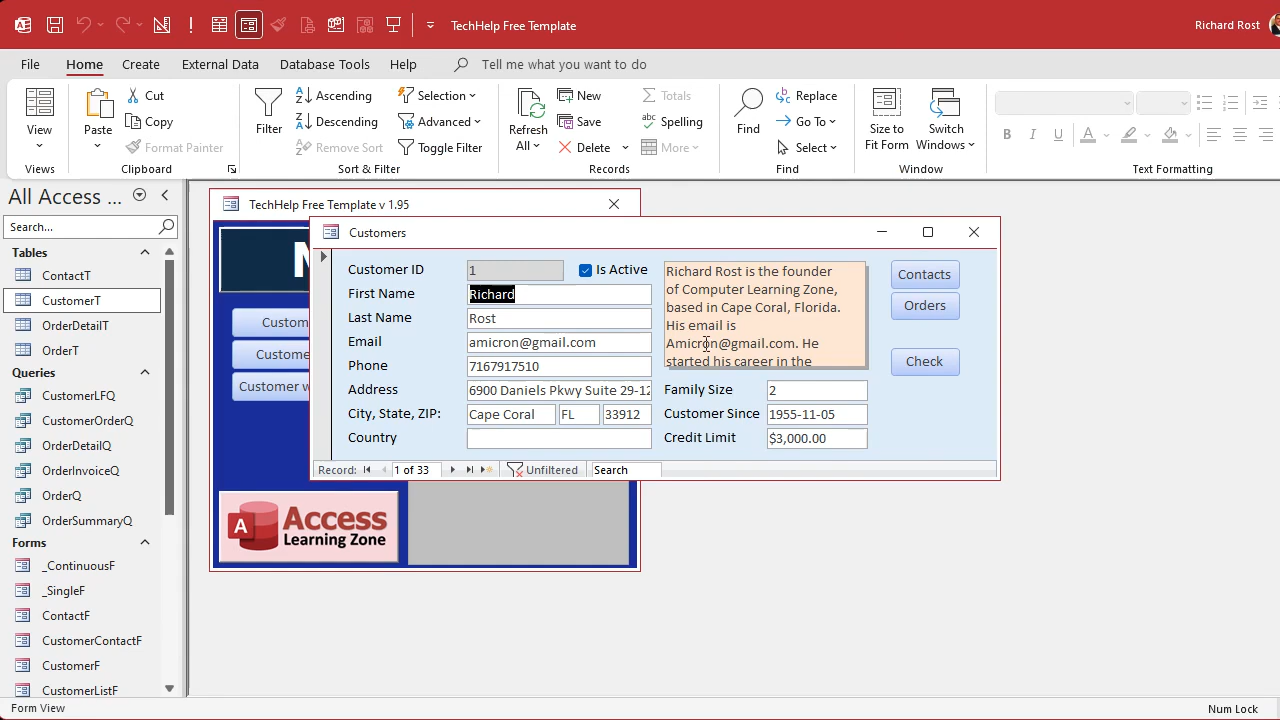 TechHelp Free Template
Richard Rost
File
Home
Create
External Data
Database Tools
Help
Tell me what you want to do
View
Views
Paste
Cut
Copy
Format Painter
Clipboard
Filter
Ascending
Descending
Remove Sort
Selection
Advanced
Toggle Filter
Sort & Filter
Refresh
All
New
Save
Delete
Totals
Spelling
More
Records
Find
Replace
Go To
Select
Find
Size to
Fit Form
Switch
Windows
Window
B I U A
Text Formatting
All Access ...
Search...
Tables
ContactT
CustomerT
OrderDetailT
OrderT
Queries
CustomerLFQ
CustomerOrderQ
OrderDetailQ
OrderInvoiceQ
OrderQ
OrderSummaryQ
Forms
_ContinuousF
_SingleF
ContactF
CustomerContactF
CustomerF
CustomerListF
TechHelp Free Template v 1.95
Custom
Custome
Customer w
A Access
Learning Zone
Customers
Customer ID 1 Is Active
First Name Richard
Last Name Rost
Email amicron@gmail.com
Phone 7167917510
Address 6900 Daniels Pkwy Suite 29-12
City, State, ZIP: Cape Coral FL 33912
Country
Richard Rost is the founder
of Computer Learning Zone,
based in Cape Coral, Florida.
His email is
Amicron@gmail.com. He
started his career in the
Family Size 2
Customer Since 1955-11-05
Credit Limit $3,000.00
Contacts
Orders
Check
Record: 1 of 33 Unfiltered Search
Form View
Num Lock